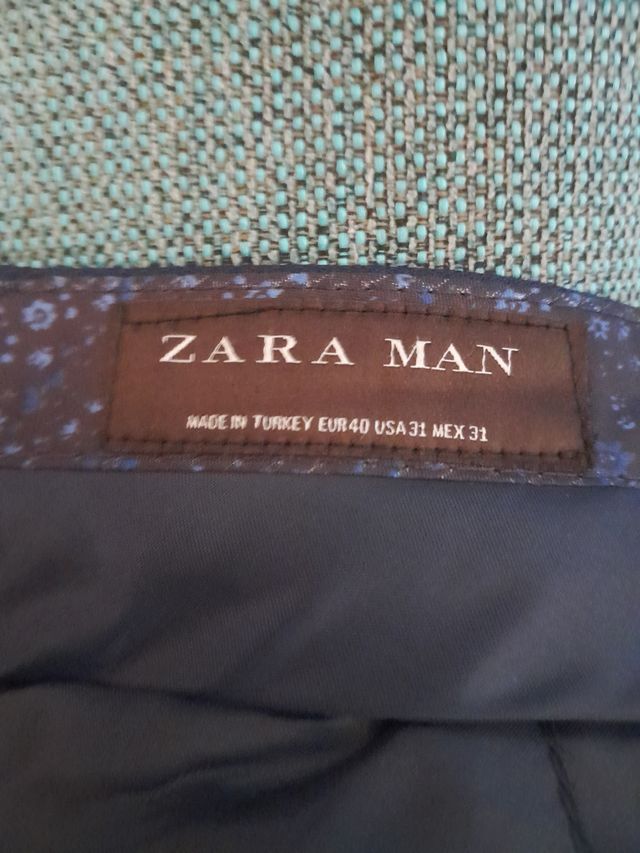 ZARA MAN
MADE IN TURKEY EUR 40 USA 31 MEX 31